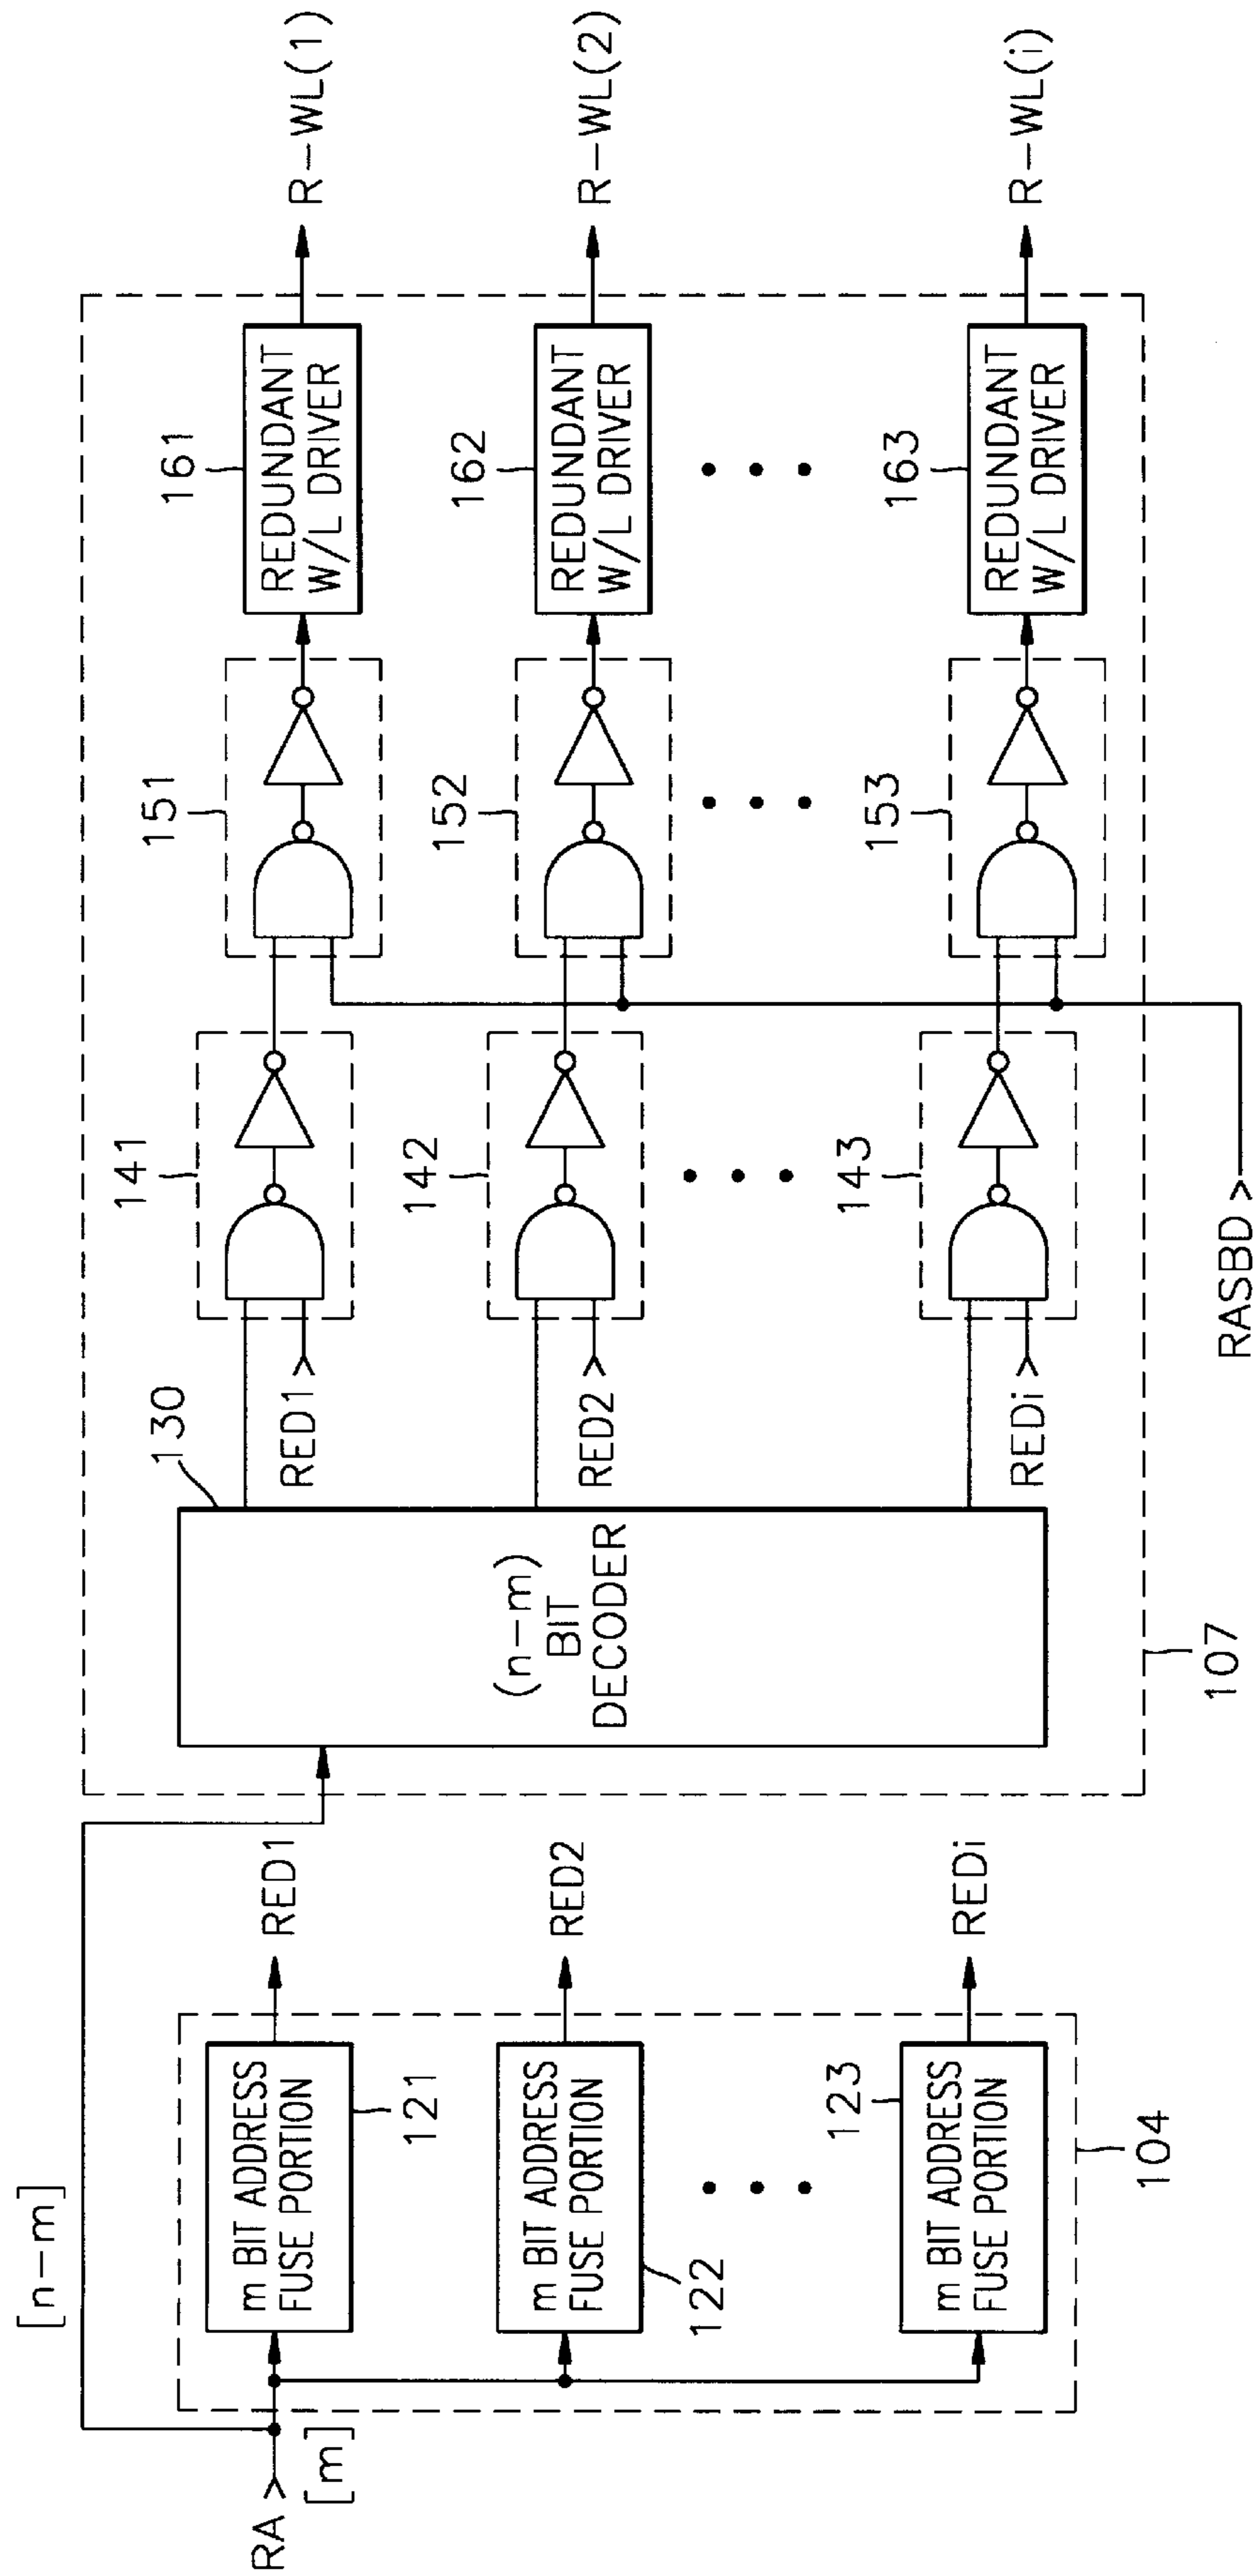 [n-m]
RA
[m]
m BIT ADDRESS
FUSE PORTION
121
RED1
m BIT ADDRESS
FUSE PORTION
122
RED2
m BIT ADDRESS
FUSE PORTION
123
REDi
104
(n-m)
BIT
DECODER
130
107
RED1
141
151
REDUNDANT
W/L DRIVER
161
R-WL(1)
RED2
142
152
REDUNDANT
W/L DRIVER
162
R-WL(2)
REDi
143
153
REDUNDANT
W/L DRIVER
163
R-WL(i)
RASBD